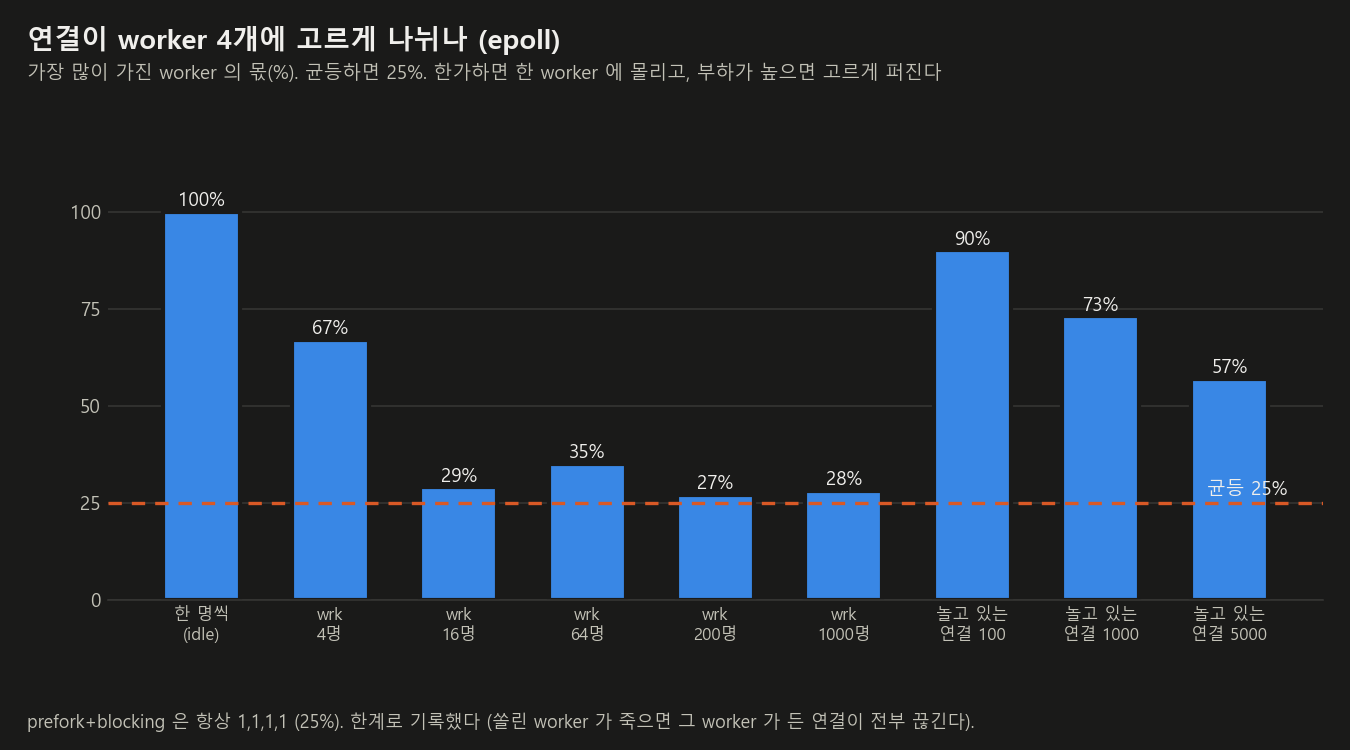 연결이 worker 4개에 고르게 나뉘나 (epoll)
가장 많이 가진 worker 의 몫(%). 균등하면 25%. 한가하면 한 worker 에 몰리고, 부하가 높으면 고르게 퍼진다
100%
100
90%
75
73%
67%
57%
50
35%
29%
27%
28%
균등 25%
25
0
한 명씩
(idle)
wrk
4명
wrk
16명
wrk
64명
wrk
200명
wrk
1000명
놀고 있는
연결 100
놀고 있는
연결 1000
놀고 있는
연결 5000
prefork+blocking 은 항상 1,1,1,1 (25%). 한계로 기록했다 (쏠린 worker 가 죽으면 그 worker 가 든 연결이 전부 끊긴다).